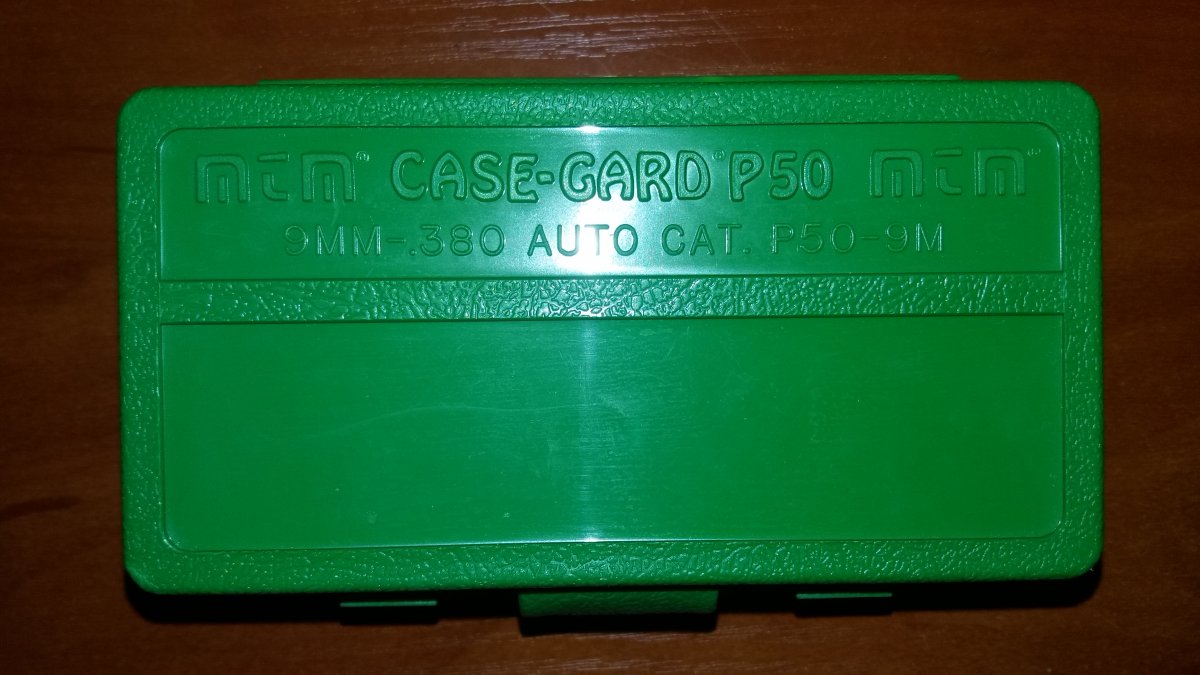 MTM® CASE-GARD® P50 MTM®
9MM-.380 AUTO CAT. P50-9M